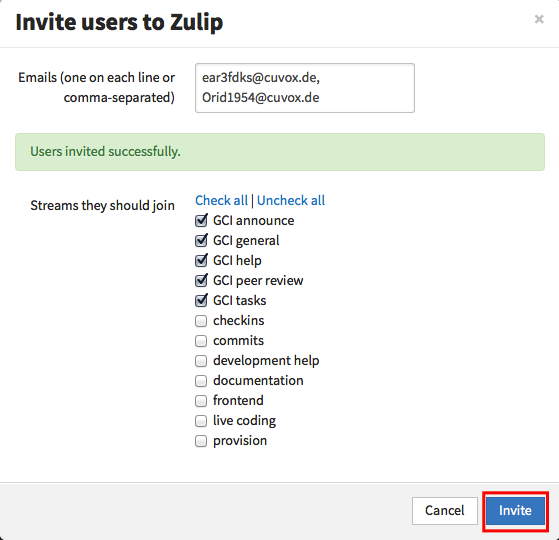 Invite users to Zulip
×
Emails (one on each line or
comma-separated)
ear3fdks@cuvox.de,
Orid1954@cuvox.de
Users invited successfully.
Streams they should join
Check all | Uncheck all
GCI announce
GCI general
GCI help
GCI peer review
GCI tasks
checkins
commits
development help
documentation
frontend
live coding
provision
Cancel
Invite